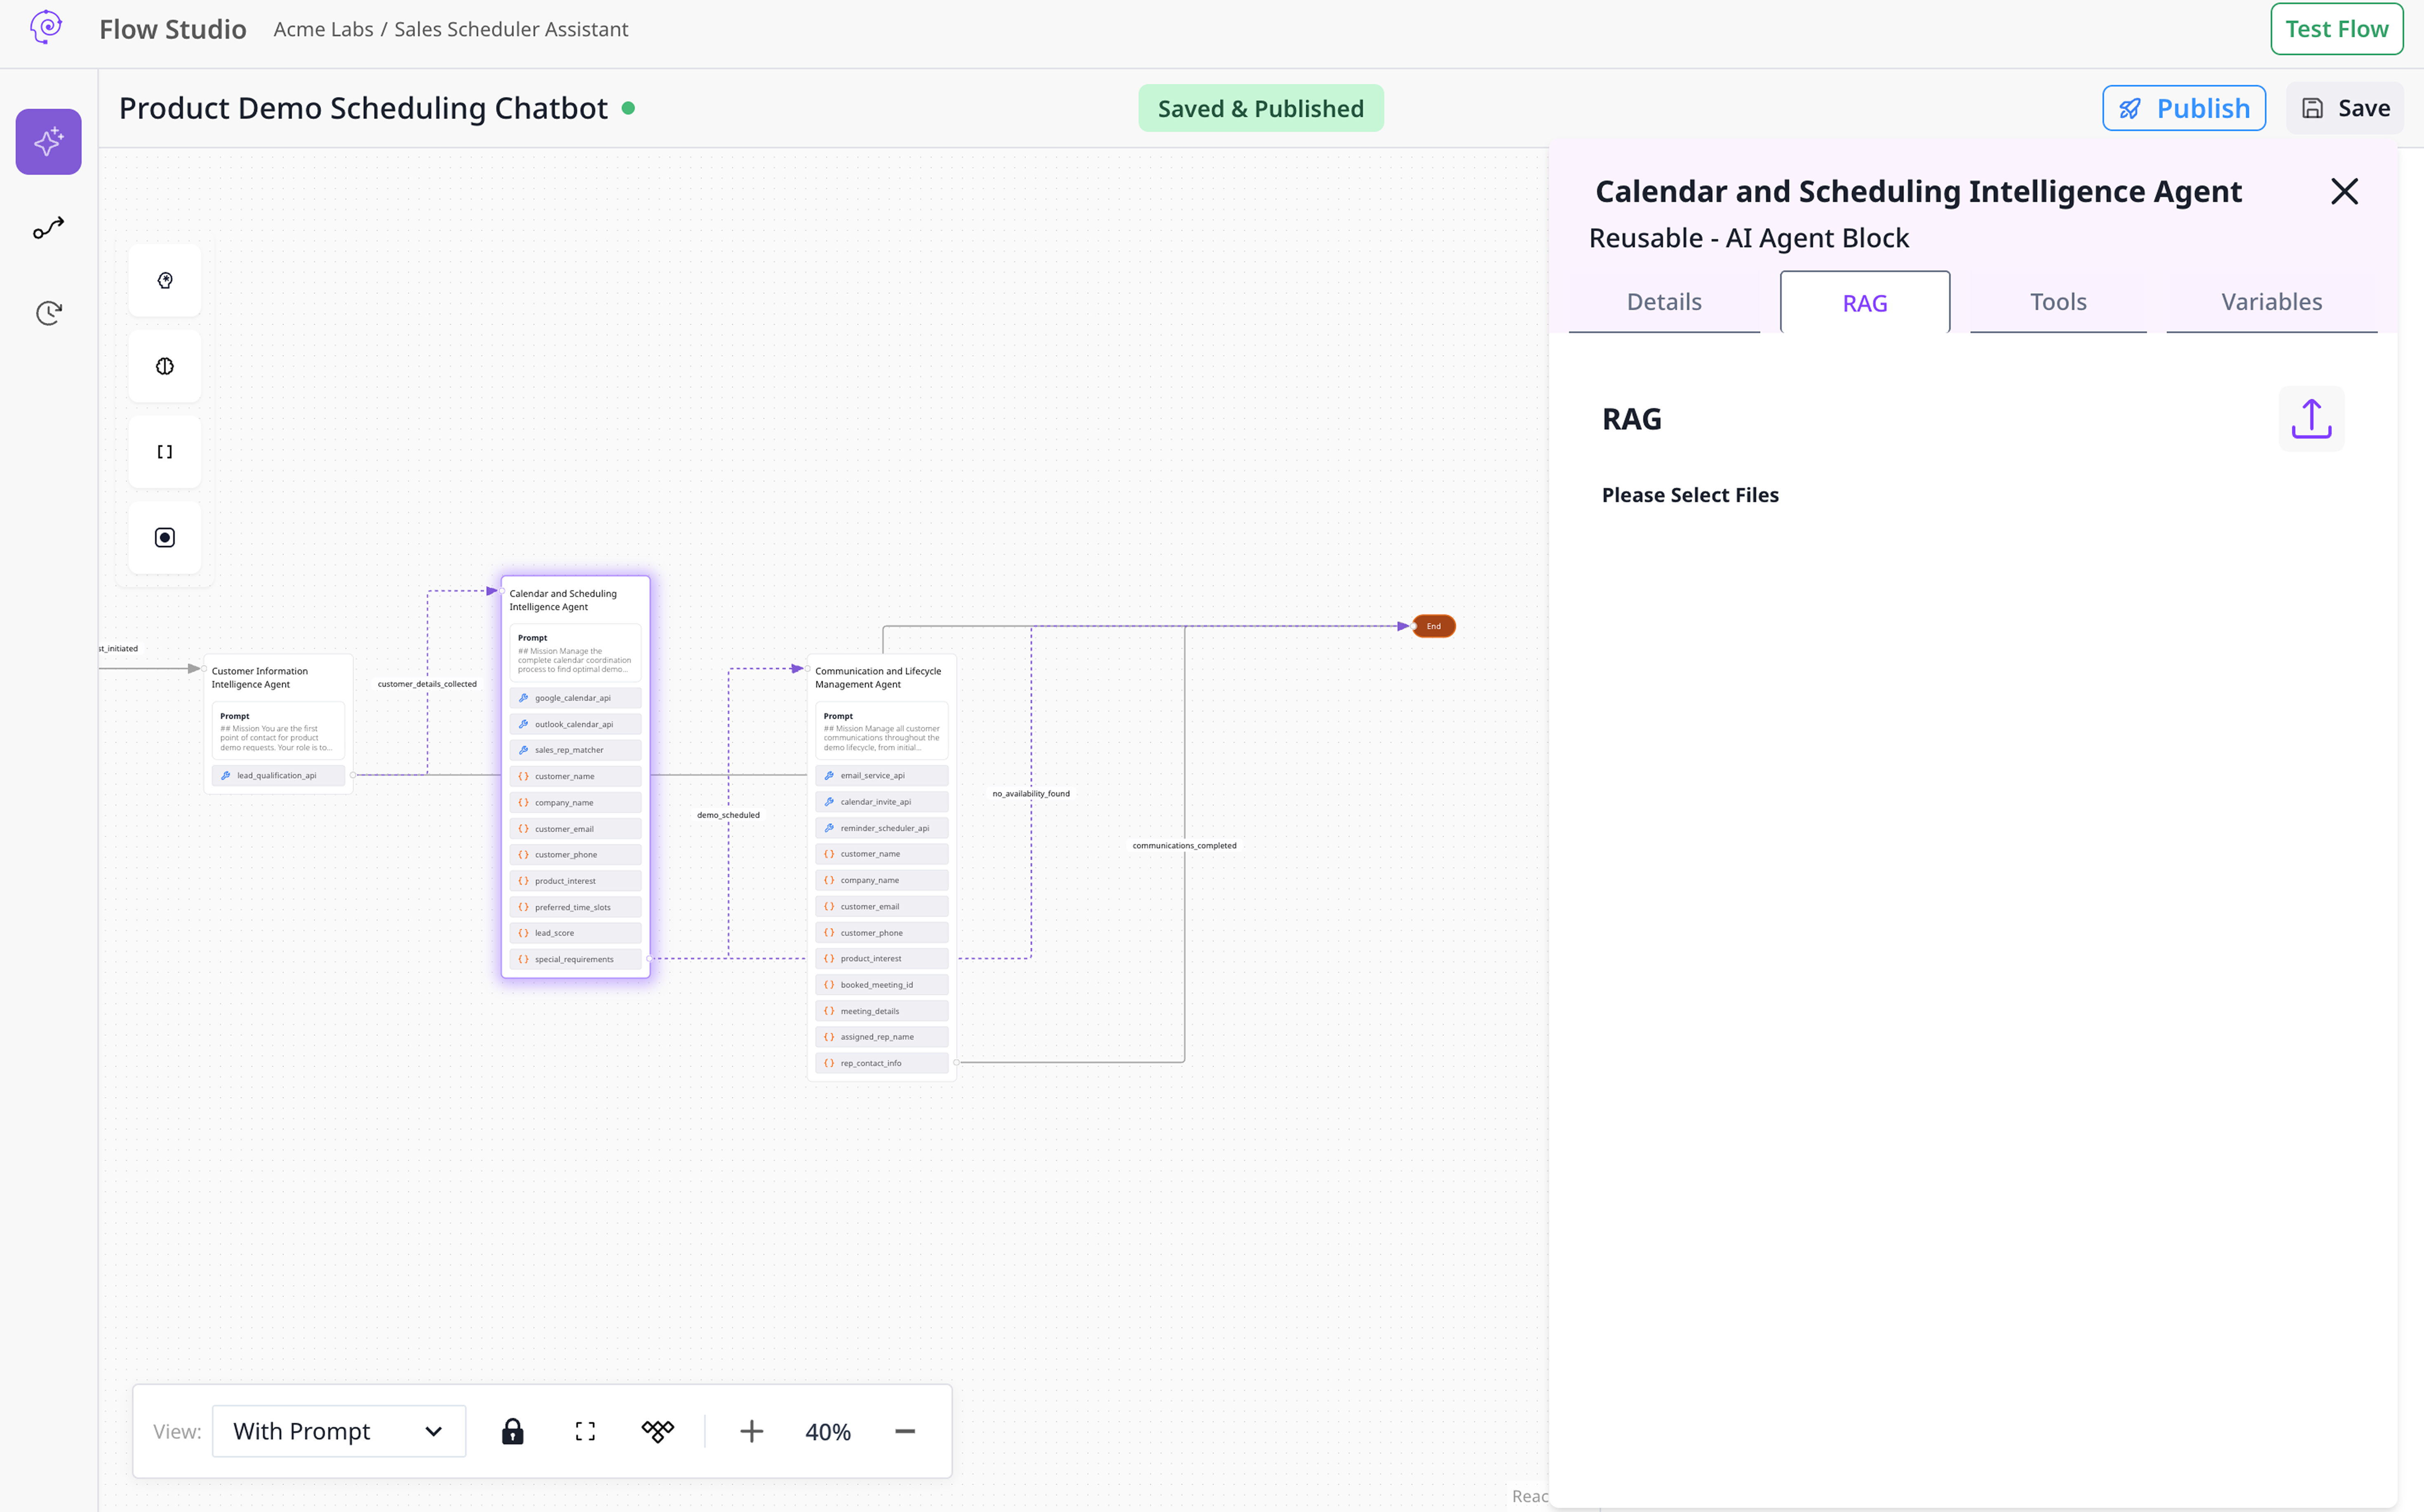 Flow Studio
Acme Labs / Sales Scheduler Assistant
Test Flow
Product Demo Scheduling Chatbot
Saved & Published
Publish
Save
Calendar and Scheduling Intelligence Agent
Reusable - AI Agent Block
Details
RAG
Tools
Variables
RAG
Please Select Files
st_initiated
Customer Information
Intelligence Agent
Prompt
## Mission You are the first
point of contact for product
demo requests. Your role is to...
lead_qualification_api
customer_details_collected
Calendar and Scheduling
Intelligence Agent
Prompt
## Mission Manage the
complete calendar coordination
process to find optimal demo...
google_calendar_api
outlook_calendar_api
sales_rep_matcher
customer_name
company_name
customer_email
customer_phone
product_interest
preferred_time_slots
lead_score
special_requirements
demo_scheduled
Communication and Lifecycle
Management Agent
Prompt
## Mission Manage all customer
communications throughout the
demo lifecycle, from initial...
email_service_api
calendar_invite_api
reminder_scheduler_api
customer_name
company_name
customer_email
customer_phone
product_interest
booked_meeting_id
meeting_details
assigned_rep_name
rep_contact_info
no_availability_found
communications_completed
End
View:
With Prompt
40%
Reac